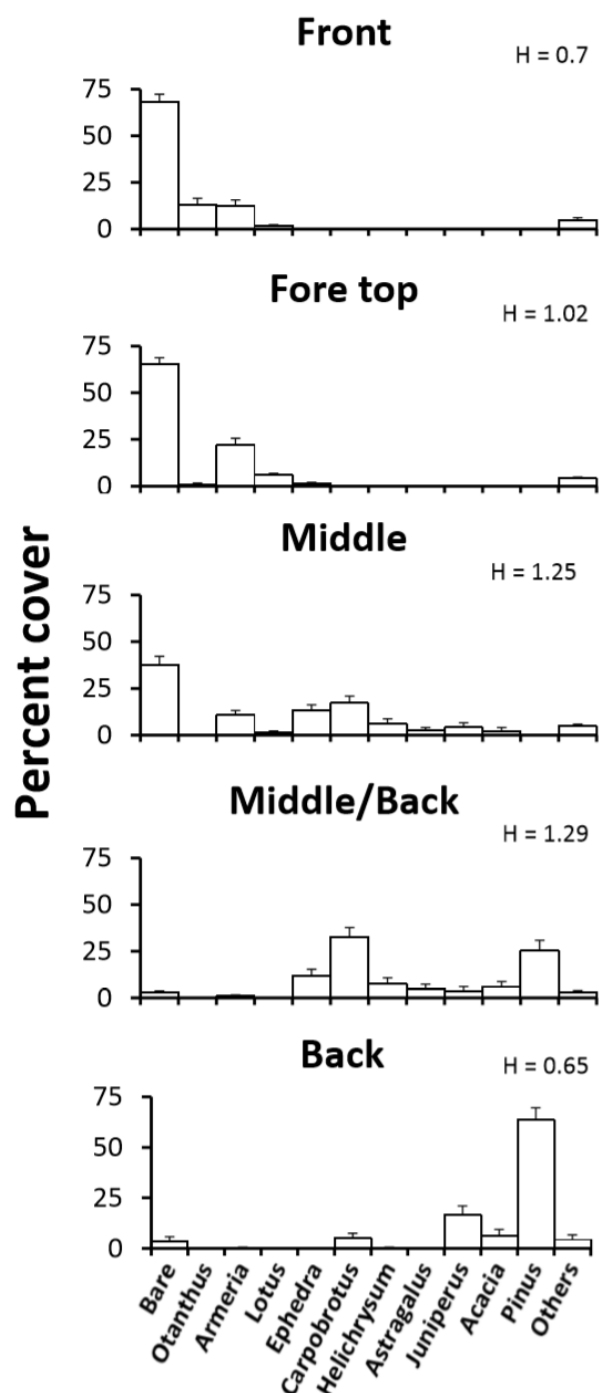 Front
H = 0.7
75
50
25
0
Fore top
H = 1.02
75
50
25
0
Middle
H = 1.25
75
50
25
0
Middle/Back
H = 1.29
75
50
25
0
Back
H = 0.65
75
50
25
0
Percent cover
Bare
Otanthus
Armeria
Lotus
Ephedra
Carpobrotus
Helichrysum
Astragalus
Juniperus
Acacia
Pinus
Others